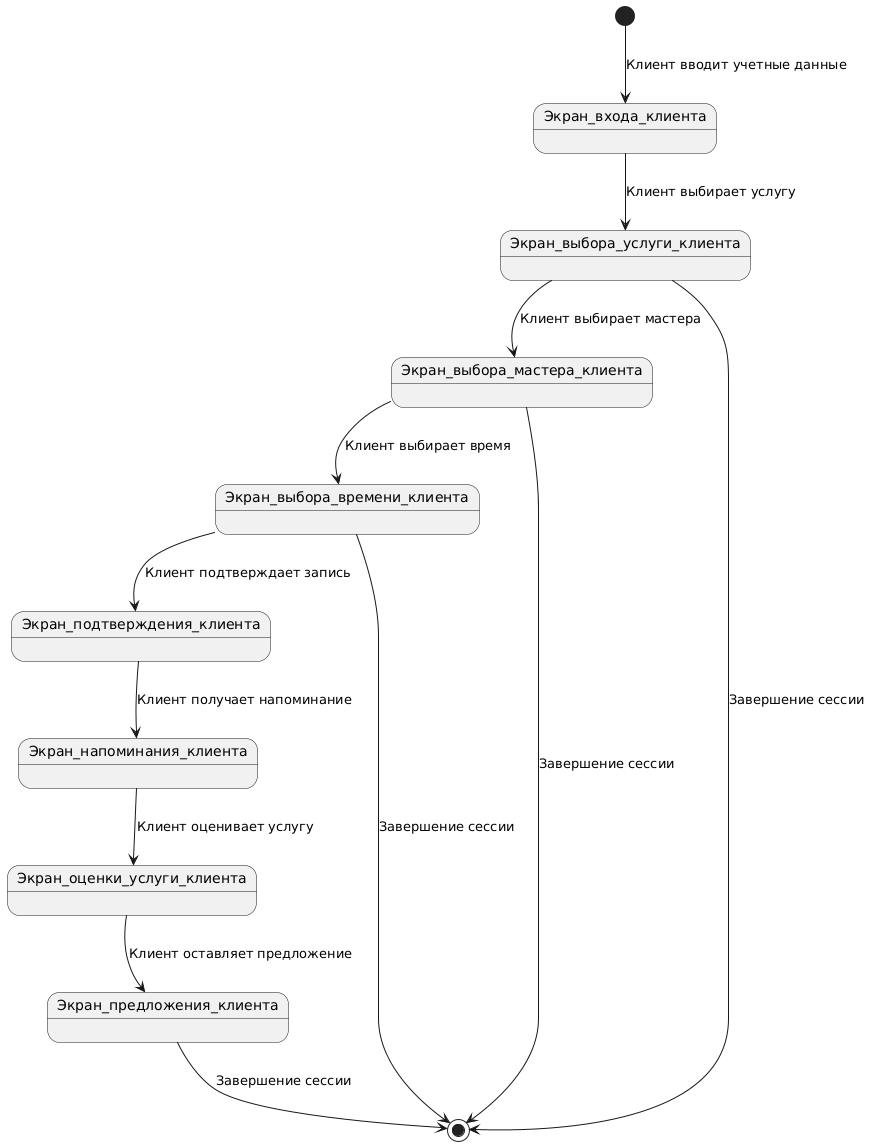 Клиент вводит учетные данные
Экран_входа_клиента
Клиент выбирает услугу
Экран_выбора_услуги_клиента
Клиент выбирает мастера
Экран_выбора_мастера_клиента
Клиент выбирает время
Экран_выбора_времени_клиента
Клиент подтверждает запись
Экран_подтверждения_клиента
Клиент получает напоминание
Завершение сессии
Экран_напоминания_клиента
Завершение сессии
Клиент оценивает услугу
Завершение сессии
Экран_оценки_услуги_клиента
Клиент оставляет предложение
Экран_предложения_клиента
Завершение сессии